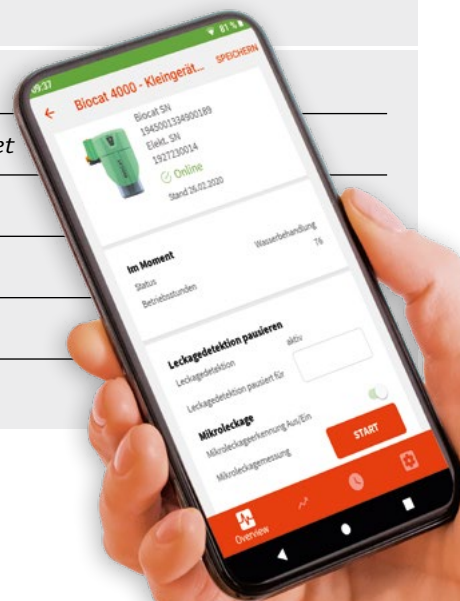 09:37
81 %
Biocat 4000 - Kleingerät...
SPEICHERN
et
Biocat SN
1945001334900189
Elekt. SN
1927230014
Online
Stand 26.02.2020
Im Moment
Status Wasserbehandlung
Betriebsstunden 76
Leckagedetektion pausieren
Leckagedetektion aktiv
Leckagedetektion pausiert für
Mikroleckage
Mikroleckageerkennung Aus/Ein
Mikroleckagemessung START
Overview